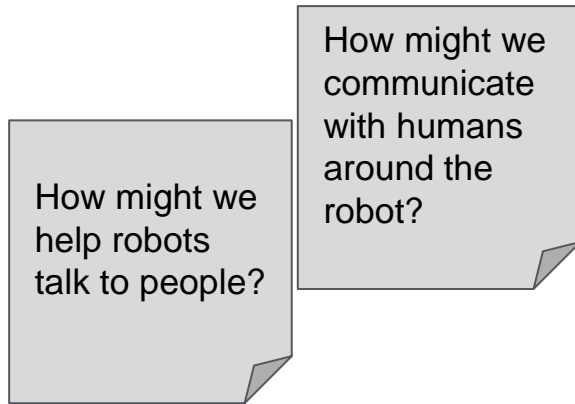 How might we
help robots
talk to people?
How might we
communicate
with humans
around the
robot?